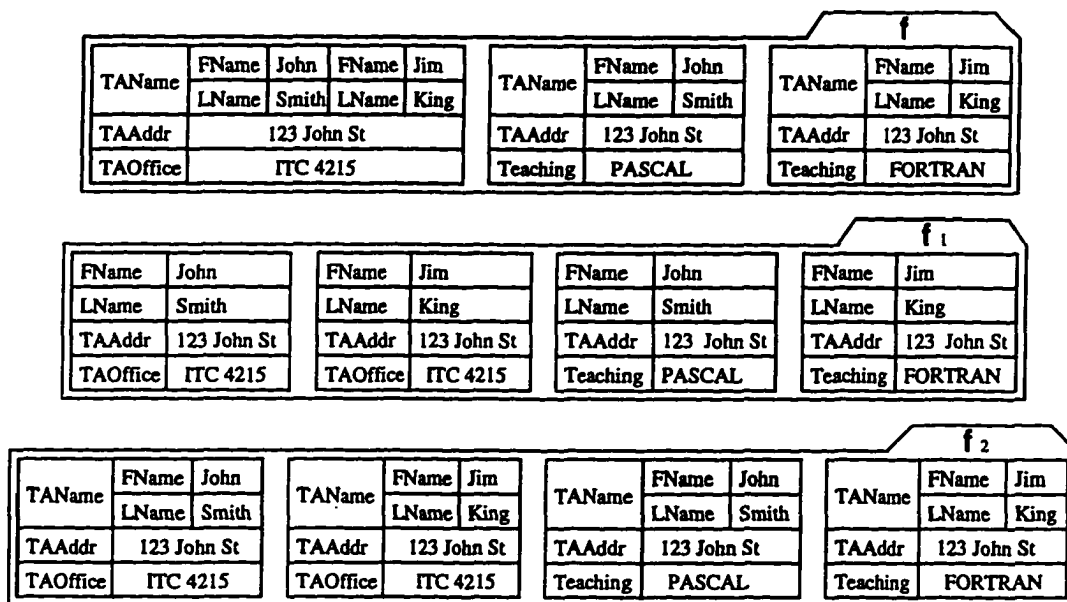 f
TAName FName John FName Jim
LName Smith LName King
TAAddr 123 John St
TAOffice ITC 4215
TAName FName John
LName Smith
TAAddr 123 John St
Teaching PASCAL
TAName FName Jim
LName King
TAAddr 123 John St
Teaching FORTRAN
f 1
FName John
LName Smith
TAAddr 123 John St
TAOffice ITC 4215
FName Jim
LName King
TAAddr 123 John St
TAOffice ITC 4215
FName John
LName Smith
TAAddr 123 John St
Teaching PASCAL
FName Jim
LName King
TAAddr 123 John St
Teaching FORTRAN
f 2
TAName FName John
LName Smith
TAAddr 123 John St
TAOffice ITC 4215
TAName FName Jim
LName King
TAAddr 123 John St
TAOffice ITC 4215
TAName FName John
LName Smith
TAAddr 123 John St
Teaching PASCAL
TAName FName Jim
LName King
TAAddr 123 John St
Teaching FORTRAN